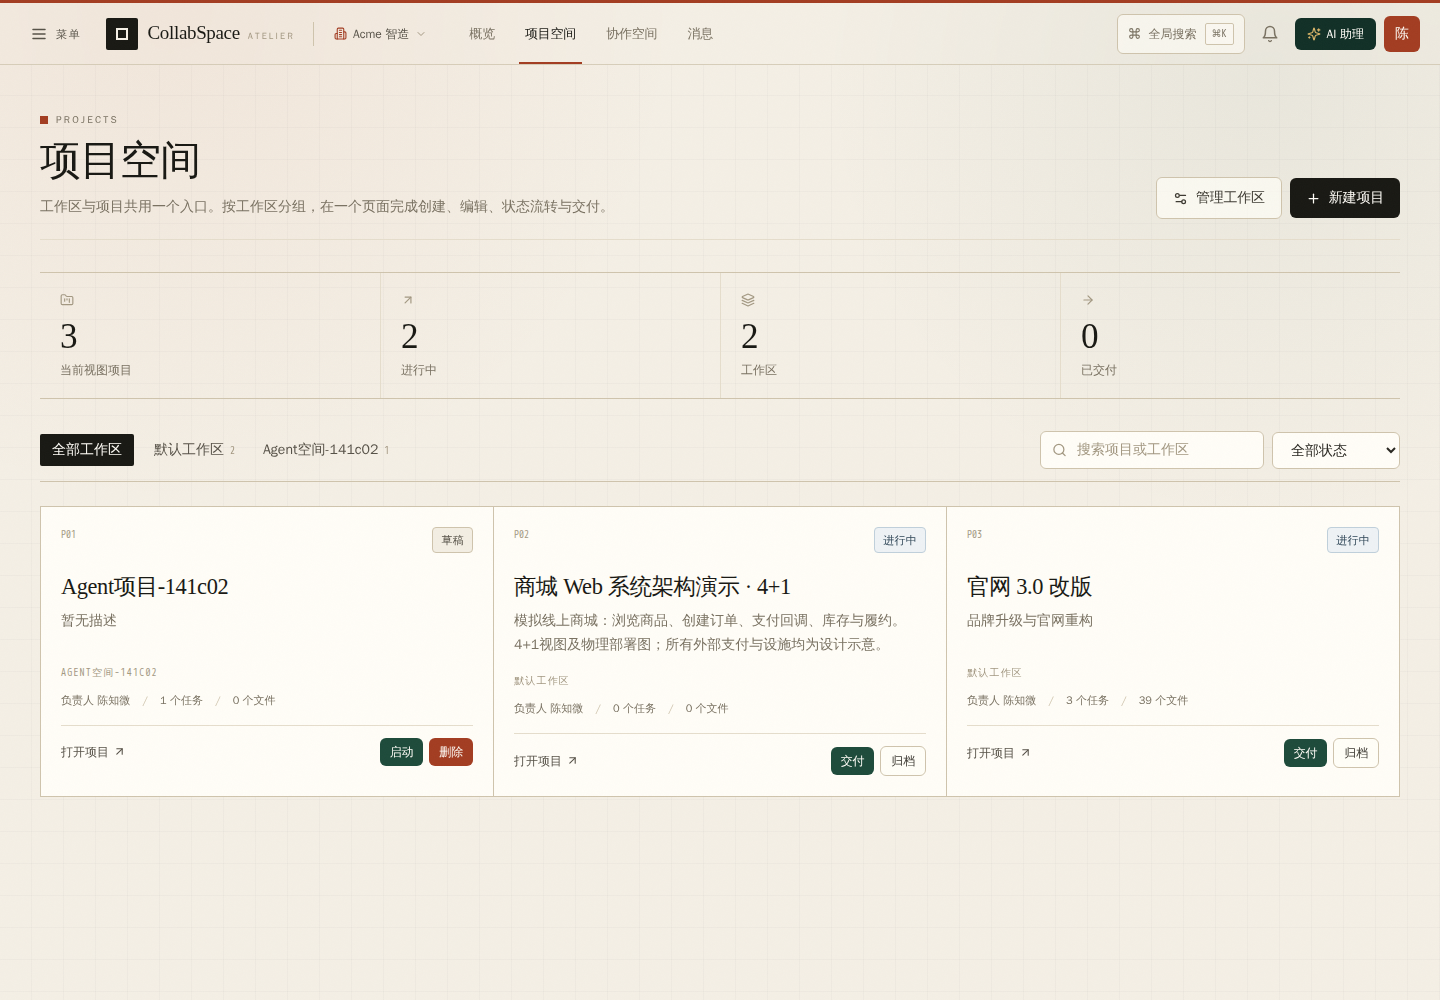 菜单
CollabSpace ATELIER
Acme 智造
概览
项目空间
协作空间
消息
⌘ 全局搜索 ⌘K
AI 助理
陈
PROJECTS
项目空间
工作区与项目共用一个入口。按工作区分组，在一个页面完成创建、编辑、状态流转与交付。
管理工作区
+ 新建项目
3
当前视图项目
2
进行中
2
工作区
0
已交付
全部工作区
默认工作区 2
Agent空间-141c02 1
搜索项目或工作区
全部状态
P01
草稿
Agent项目-141c02
暂无描述
AGENT空间-141C02
负责人 陈知微 / 1 个任务 / 0 个文件
打开项目
启动
删除
P02
进行中
商城 Web 系统架构演示 · 4+1
模拟线上商城：浏览商品、创建订单、支付回调、库存与履约。
4+1视图及物理部署图；所有外部支付与设施均为设计示意。
默认工作区
负责人 陈知微 / 0 个任务 / 0 个文件
打开项目
交付
归档
P03
进行中
官网 3.0 改版
品牌升级与官网重构
默认工作区
负责人 陈知微 / 3 个任务 / 39 个文件
打开项目
交付
归档